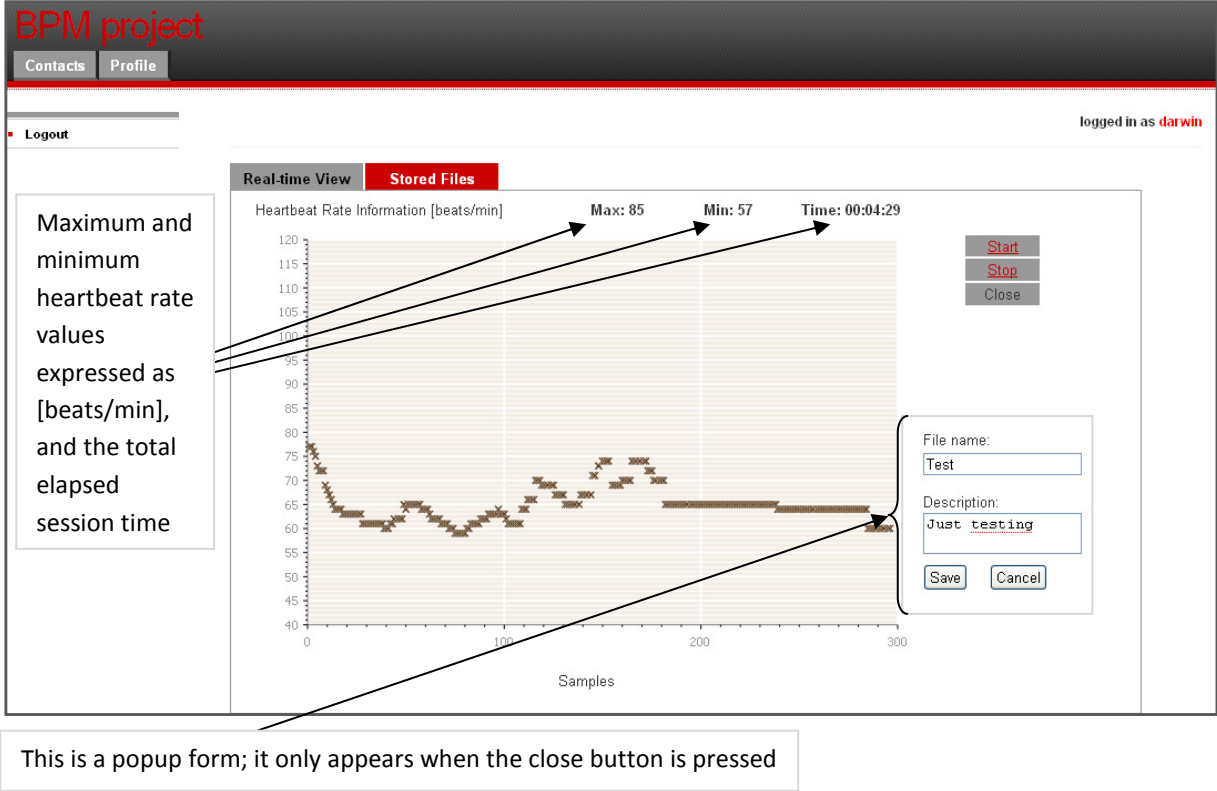 BPM project
Contacts Profile
logged in as darwin
Logout
Real-time View Stored Files
Heartbeat Rate Information [beats/min] Max: 85 Min: 57 Time: 00:04:29
Maximum and
minimum
heartbeat rate
values
expressed as
[beats/min],
and the total
elapsed
session time
120
115
110
105
100
95
90
85
80
75
70
65
60
55
50
45
40
0 100 200 300
Samples
Start
Stop
Close
File name:
Test
Description:
Just testing
Save Cancel
This is a popup form; it only appears when the close button is pressed